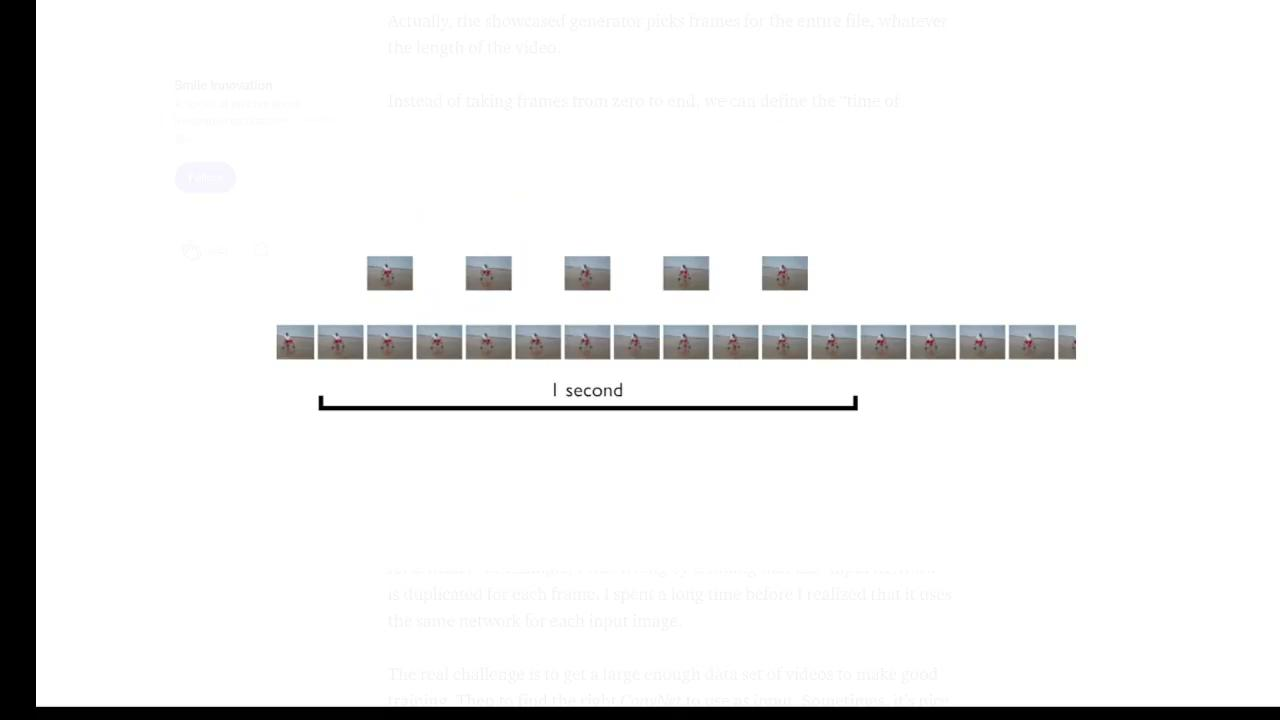 Actually, the showcased generator picks frames for the entire file, whatever
the length of the video.
Smile Innovation
Instead of taking frames from zero to end, we can define the "time of
Follow
1 second
is duplicated for each frame. I spent a long time before I realized that it uses
the same network for each input image.
The real challenge is to get a large enough data set of videos to make good
training. Then to find the right ConvNet to use as input. Sometimes, it's nice